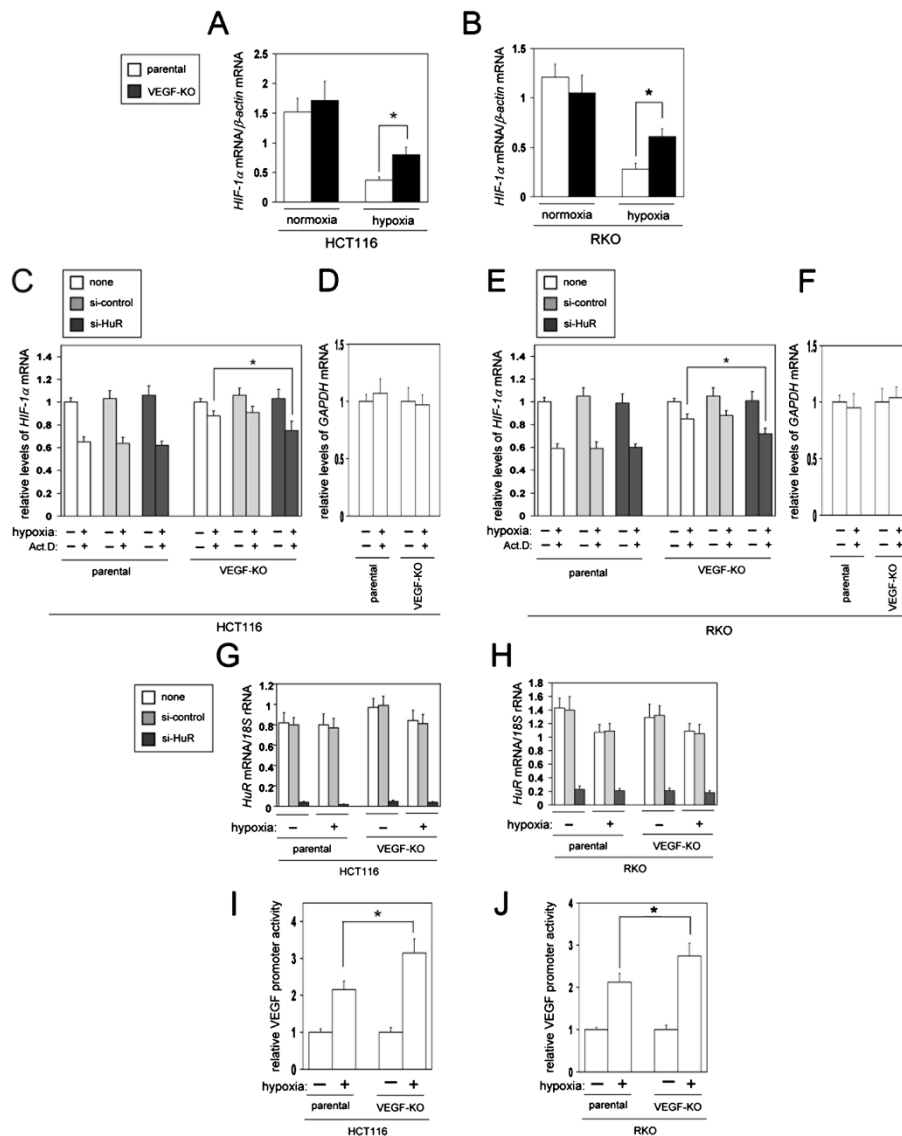 A
B
parental
VEGF-KO
HIF-1α mRNA/β-actin mRNA
2.5
2
1.5
1
0.5
0
*
normoxia
hypoxia
HCT116
HIF-1α mRNA/β-actin mRNA
1.5
1
0.5
0
*
normoxia
hypoxia
RKO
C
none
si-control
si-HuR
relative levels of HIF-1α mRNA
1.4
1.2
1
0.8
0.6
0.4
0.2
0
*
hypoxia: − + − + − + − + − + − +
Act.D: − + − + − + − + − + − +
parental
VEGF-KO
D
relative levels of GAPDH mRNA
1.5
1
0.5
0
− + − +
− + − +
parental
VEGF-KO
HCT116
E
none
si-control
si-HuR
relative levels of HIF-1α mRNA
1.4
1.2
1
0.8
0.6
0.4
0.2
0
*
hypoxia: − + − + − + − + − + − +
Act.D: − + − + − + − + − + − +
parental
VEGF-KO
F
relative levels of GAPDH mRNA
1.5
1
0.5
0
− + − +
− + − +
parental
VEGF-KO
RKO
G
none
si-control
si-HuR
HuR mRNA/18S rRNA
1.2
1
0.8
0.6
0.4
0.2
0
hypoxia: − + − +
parental
VEGF-KO
HCT116
H
HuR mRNA/18S rRNA
1.8
1.6
1.4
1.2
1
0.8
0.6
0.4
0.2
0
hypoxia: − + − +
parental
VEGF-KO
RKO
I
relative VEGF promoter activity
4
3
2
1
0
*
hypoxia: − + − +
parental
VEGF-KO
HCT116
J
relative VEGF promoter activity
4
3
2
1
0
*
hypoxia: − + − +
parental
VEGF-KO
RKO